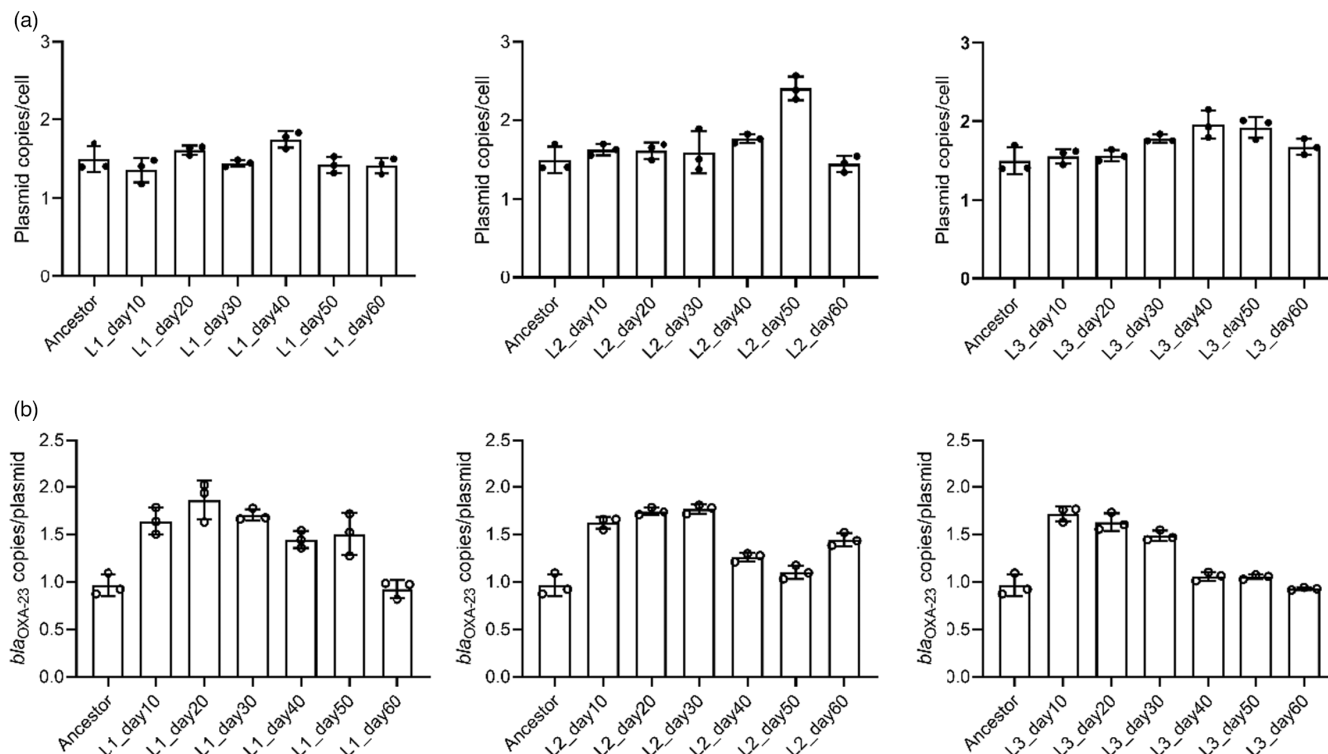 (a)
Plasmid copies/cell
3
2
1
0
Ancestor
L1_day10
L1_day20
L1_day30
L1_day40
L1_day50
L1_day60
Plasmid copies/cell
3
2
1
0
Ancestor
L2_day10
L2_day20
L2_day30
L2_day40
L2_day50
L2_day60
Plasmid copies/cell
3
2
1
0
Ancestor
L3_day10
L3_day20
L3_day30
L3_day40
L3_day50
L3_day60
(b)
blaOXA-23 copies/plasmid
2.5
2.0
1.5
1.0
0.5
0.0
Ancestor
L1_day10
L1_day20
L1_day30
L1_day40
L1_day50
L1_day60
blaOXA-23 copies/plasmid
2.5
2.0
1.5
1.0
0.5
0.0
Ancestor
L2_day10
L2_day20
L2_day30
L2_day40
L2_day50
L2_day60
blaOXA-23 copies/plasmid
2.5
2.0
1.5
1.0
0.5
0.0
Ancestor
L3_day10
L3_day20
L3_day30
L3_day40
L3_day50
L3_day60